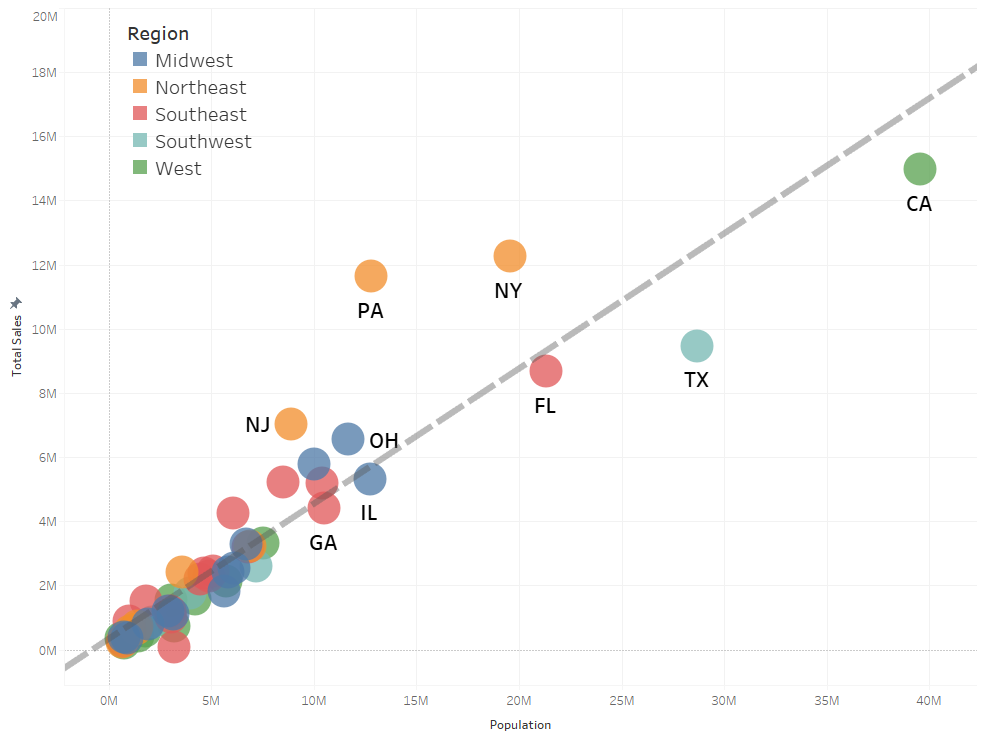 Region
Midwest
Northeast
Southeast
Southwest
West
20M
18M
16M
14M
12M
10M
8M
6M
4M
2M
0M
Total Sales
CA
NY
PA
TX
FL
NJ
OH
IL
GA
0M 5M 10M 15M 20M 25M 30M 35M 40M
Population